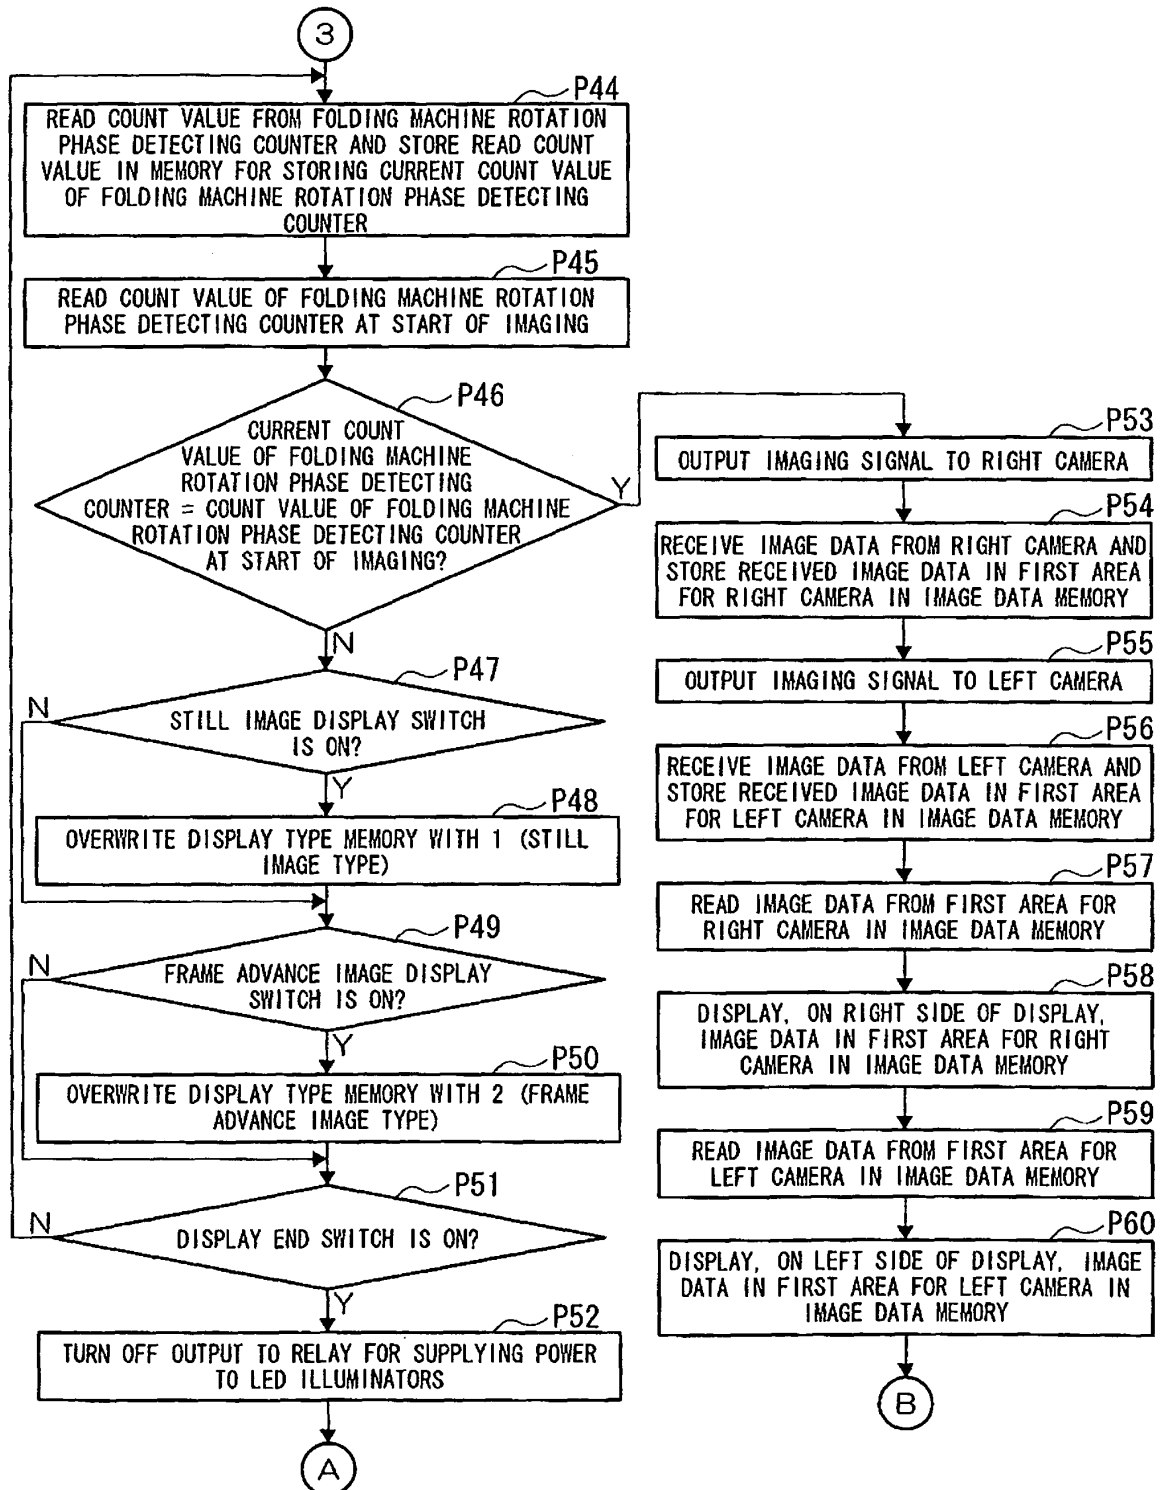 3
P44
READ COUNT VALUE FROM FOLDING MACHINE ROTATION
PHASE DETECTING COUNTER AND STORE READ COUNT
VALUE IN MEMORY FOR STORING CURRENT COUNT VALUE
OF FOLDING MACHINE ROTATION PHASE DETECTING
COUNTER
P45
READ COUNT VALUE OF FOLDING MACHINE ROTATION
PHASE DETECTING COUNTER AT START OF IMAGING
P46
CURRENT COUNT
VALUE OF FOLDING MACHINE
ROTATION PHASE DETECTING
COUNTER = COUNT VALUE OF FOLDING MACHINE
ROTATION PHASE DETECTING COUNTER
AT START OF IMAGING?
Y
N
P47
N
STILL IMAGE DISPLAY SWITCH
IS ON?
Y
P48
OVERWRITE DISPLAY TYPE MEMORY WITH 1 (STILL
IMAGE TYPE)
P49
N
FRAME ADVANCE IMAGE DISPLAY
SWITCH IS ON?
Y
P50
OVERWRITE DISPLAY TYPE MEMORY WITH 2 (FRAME
ADVANCE IMAGE TYPE)
P51
N
DISPLAY END SWITCH IS ON?
Y
P52
TURN OFF OUTPUT TO RELAY FOR SUPPLYING POWER
TO LED ILLUMINATORS
A
P53
OUTPUT IMAGING SIGNAL TO RIGHT CAMERA
P54
RECEIVE IMAGE DATA FROM RIGHT CAMERA AND
STORE RECEIVED IMAGE DATA IN FIRST AREA
FOR RIGHT CAMERA IN IMAGE DATA MEMORY
P55
OUTPUT IMAGING SIGNAL TO LEFT CAMERA
P56
RECEIVE IMAGE DATA FROM LEFT CAMERA AND
STORE RECEIVED IMAGE DATA IN FIRST AREA
FOR LEFT CAMERA IN IMAGE DATA MEMORY
P57
READ IMAGE DATA FROM FIRST AREA FOR
RIGHT CAMERA IN IMAGE DATA MEMORY
P58
DISPLAY, ON RIGHT SIDE OF DISPLAY,
IMAGE DATA IN FIRST AREA FOR RIGHT
CAMERA IN IMAGE DATA MEMORY
P59
READ IMAGE DATA FROM FIRST AREA FOR
LEFT CAMERA IN IMAGE DATA MEMORY
P60
DISPLAY, ON LEFT SIDE OF DISPLAY, IMAGE
DATA IN FIRST AREA FOR LEFT CAMERA IN
IMAGE DATA MEMORY
B